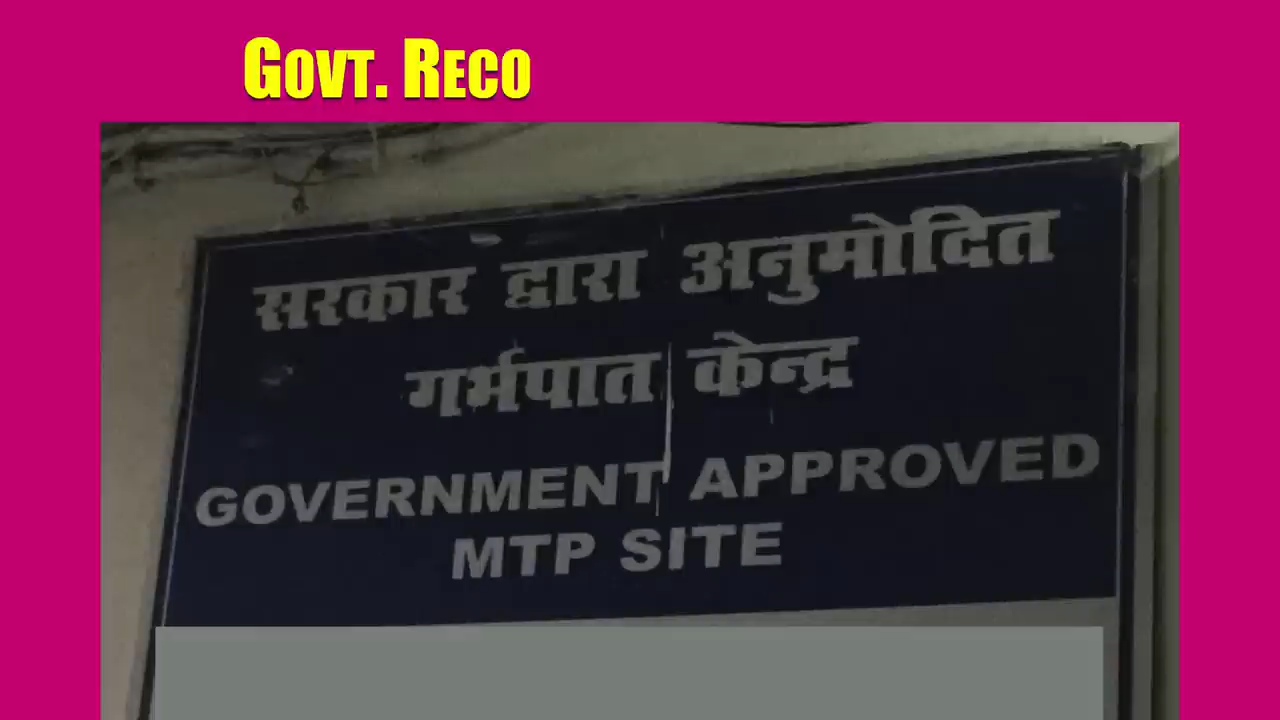 GOVT. RECO
सरकार द्वारा अनुमोदित
गर्भपात केन्द्र
GOVERNMENT APPROVED
MTP SITE